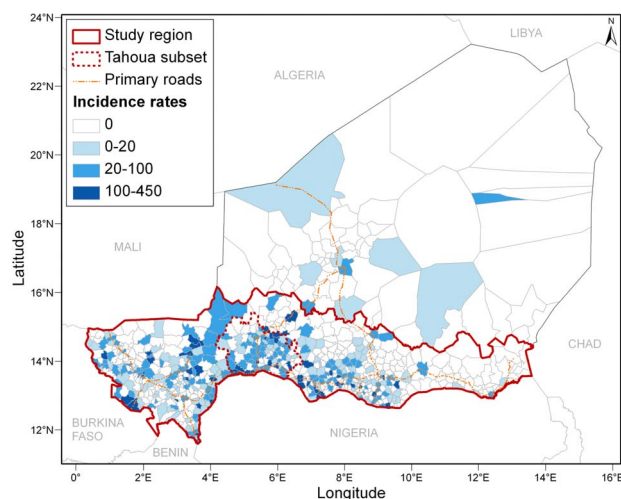 24°N
22°N
20°N
18°N
16°N
14°N
12°N
Latitude
Study region
Tahoua subset
Primary roads
Incidence rates
0
0-20
20-100
100-450
N
LIBYA
ALGERIA
MALI
CHAD
BURKINA
FASO
BENIN
NIGERIA
0°
2°E
4°E
6°E
8°E
10°E
12°E
14°E
16°E
Longitude